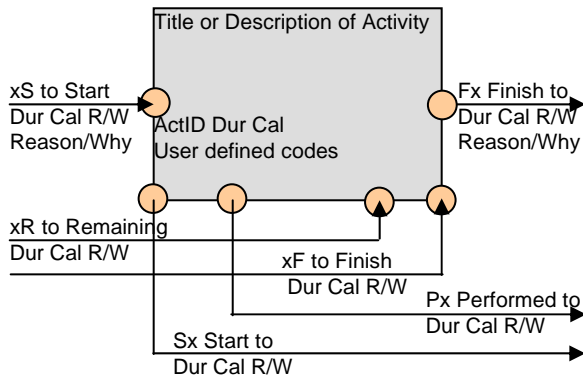 Title or Description of Activity
xS to Start
Dur Cal R/W
Reason/Why
Fx Finish to
Dur Cal R/W
Reason/Why
ActID Dur Cal
User defined codes
xR to Remaining
Dur Cal R/W
xF to Finish
Dur Cal R/W
Px Performed to
Dur Cal R/W
Sx Start to
Dur Cal R/W